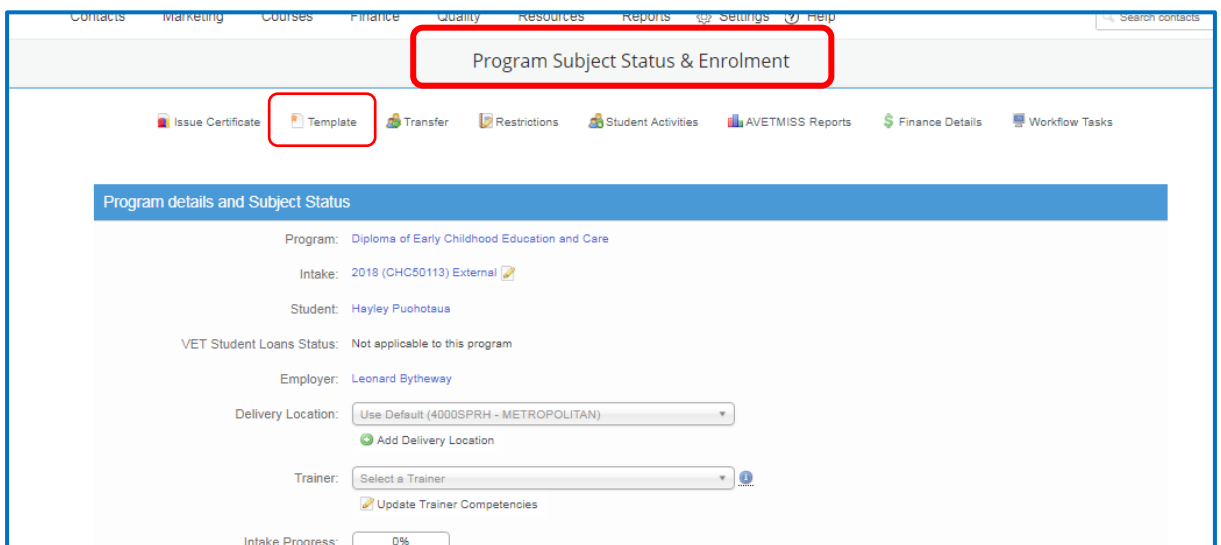 Contacts Marketing Courses Finance Quality Resources Reports Settings Help Search contacts
Program Subject Status & Enrolment
Issue Certificate Template Transfer Restrictions Student Activities AVETMISS Reports Finance Details Workflow Tasks
Program details and Subject Status
Program: Diploma of Early Childhood Education and Care
Intake: 2018 (CHC50113) External
Student: Hayley Puohotaua
VET Student Loans Status: Not applicable to this program
Employer: Leonard Bytheway
Delivery Location: Use Default (4000SPRH - METROPOLITAN)
Add Delivery Location
Trainer: Select a Trainer
Update Trainer Competencies
Intake Progress: 0%